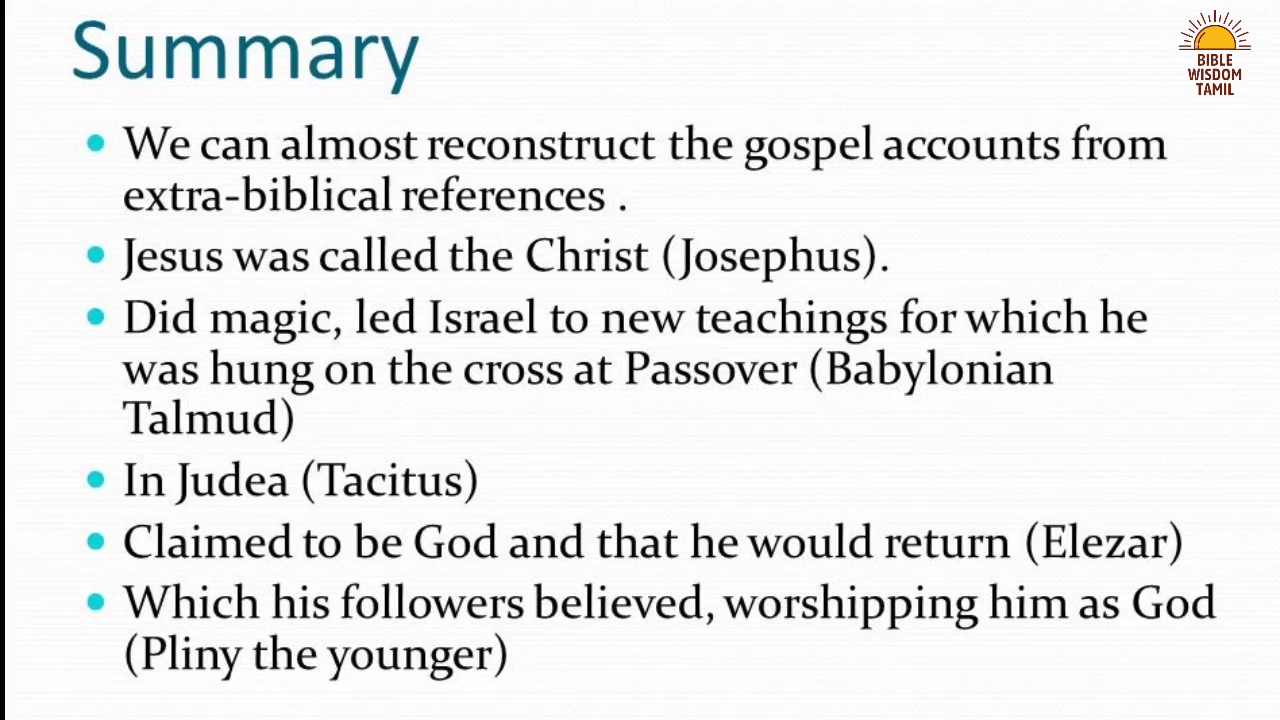 Summary
BIBLE
WISDOM
TAMIL
• We can almost reconstruct the gospel accounts from
extra-biblical references .
• Jesus was called the Christ (Josephus).
• Did magic, led Israel to new teachings for which he
was hung on the cross at Passover (Babylonian
Talmud)
• In Judea (Tacitus)
• Claimed to be God and that he would return (Elezar)
• Which his followers believed, worshipping him as God
(Pliny the younger)